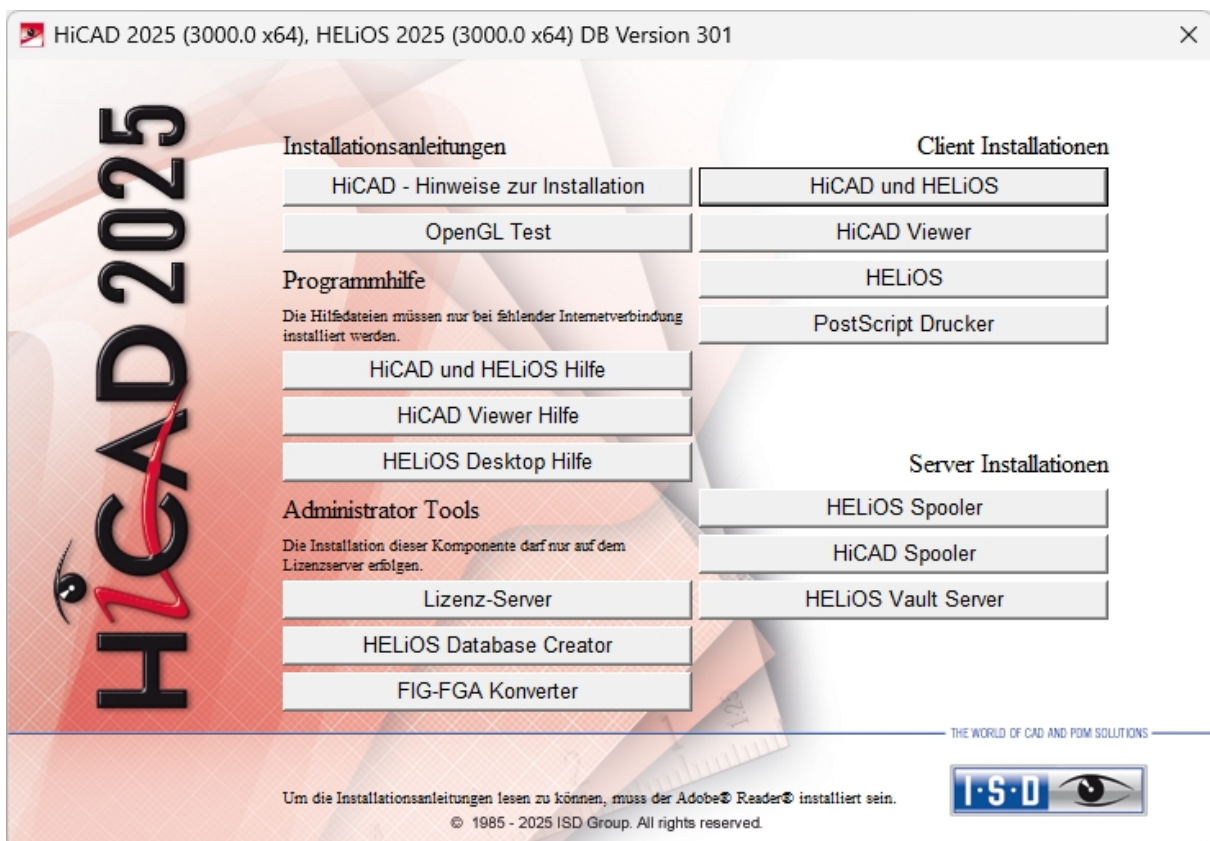 HiCAD 2025 (3000.0 x64), HELiOS 2025 (3000.0 x64) DB Version 301
HiCAD 2025
Installationsanleitungen
HiCAD - Hinweise zur Installation
OpenGL Test
Programmhilfe
Die Hilfedateien müssen nur bei fehlender Internetverbindung
installiert werden.
HiCAD und HELiOS Hilfe
HiCAD Viewer Hilfe
HELiOS Desktop Hilfe
Administrator Tools
Die Installation dieser Komponente darf nur auf dem
Lizenzserver erfolgen.
Lizenz-Server
HELiOS Database Creator
FIG-FGA Konverter
Client Installationen
HiCAD und HELiOS
HiCAD Viewer
HELiOS
PostScript Drucker
Server Installationen
HELiOS Spooler
HiCAD Spooler
HELiOS Vault Server
THE WORLD OF CAD AND PDM SOLUTIONS
I·S·D
Um die Installationsanleitungen lesen zu können, muss der Adobe® Reader® installiert sein.
© 1985 - 2025 ISD Group. All rights reserved.